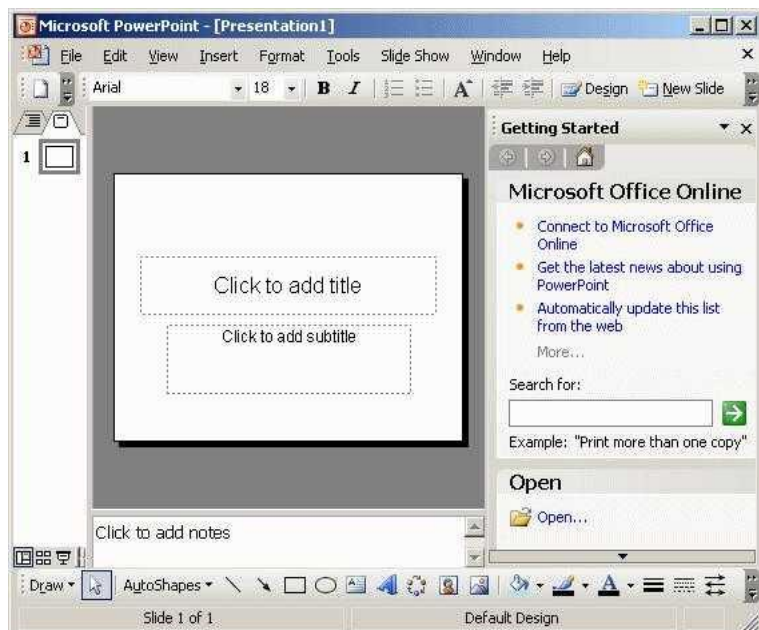 Microsoft PowerPoint - [Presentation1]
File Edit View Insert Format Tools Slide Show Window Help
Arial 18 B I A Design New Slide
Getting Started
1
Microsoft Office Online
Connect to Microsoft Office
Online
Get the latest news about using
PowerPoint
Automatically update this list
from the web
More...
Search for:
Example: "Print more than one copy"
Open
Open...
Click to add title
Click to add subtitle
Click to add notes
Draw AutoShapes A
Slide 1 of 1 Default Design